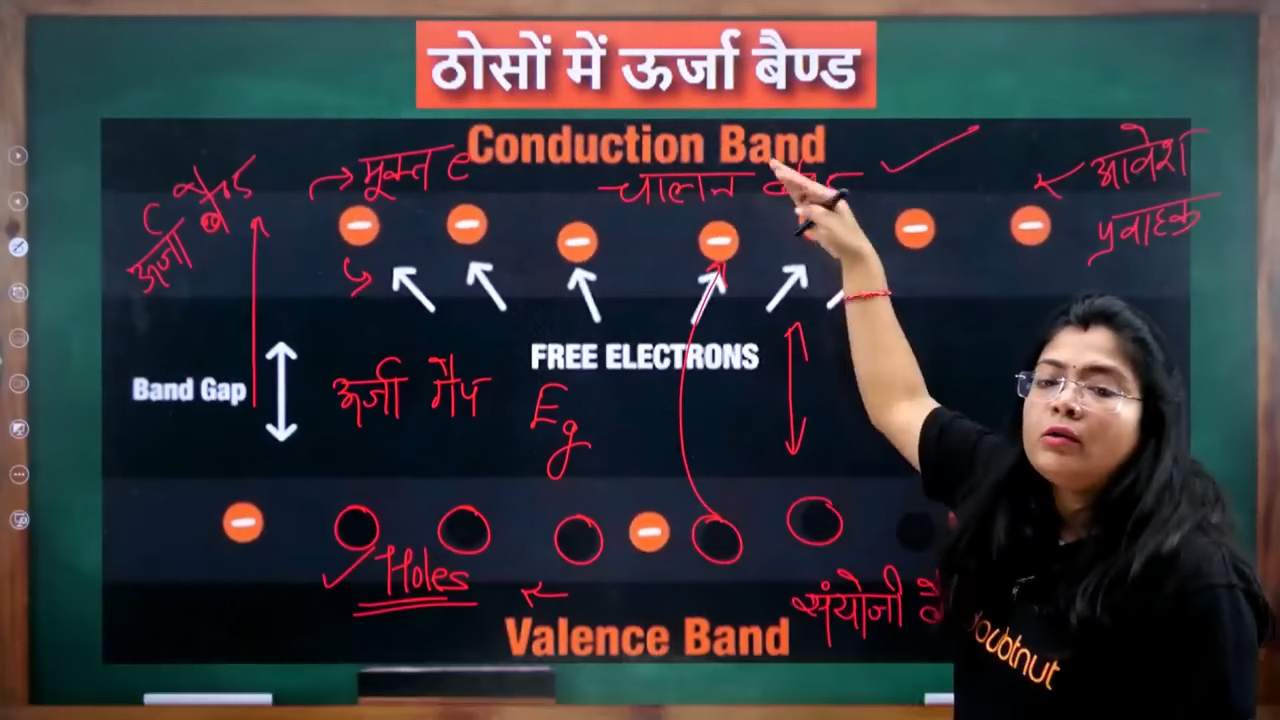 ठोसों में ऊर्जा बैण्ड
Conduction Band
मुक्त e
चालन
आवेश
प्रवाहक
ऊर्जा
FREE ELECTRONS
Band Gap
ऊर्जा गैप
Eg
Holes
संयोजी
Valence Band
doubtnut